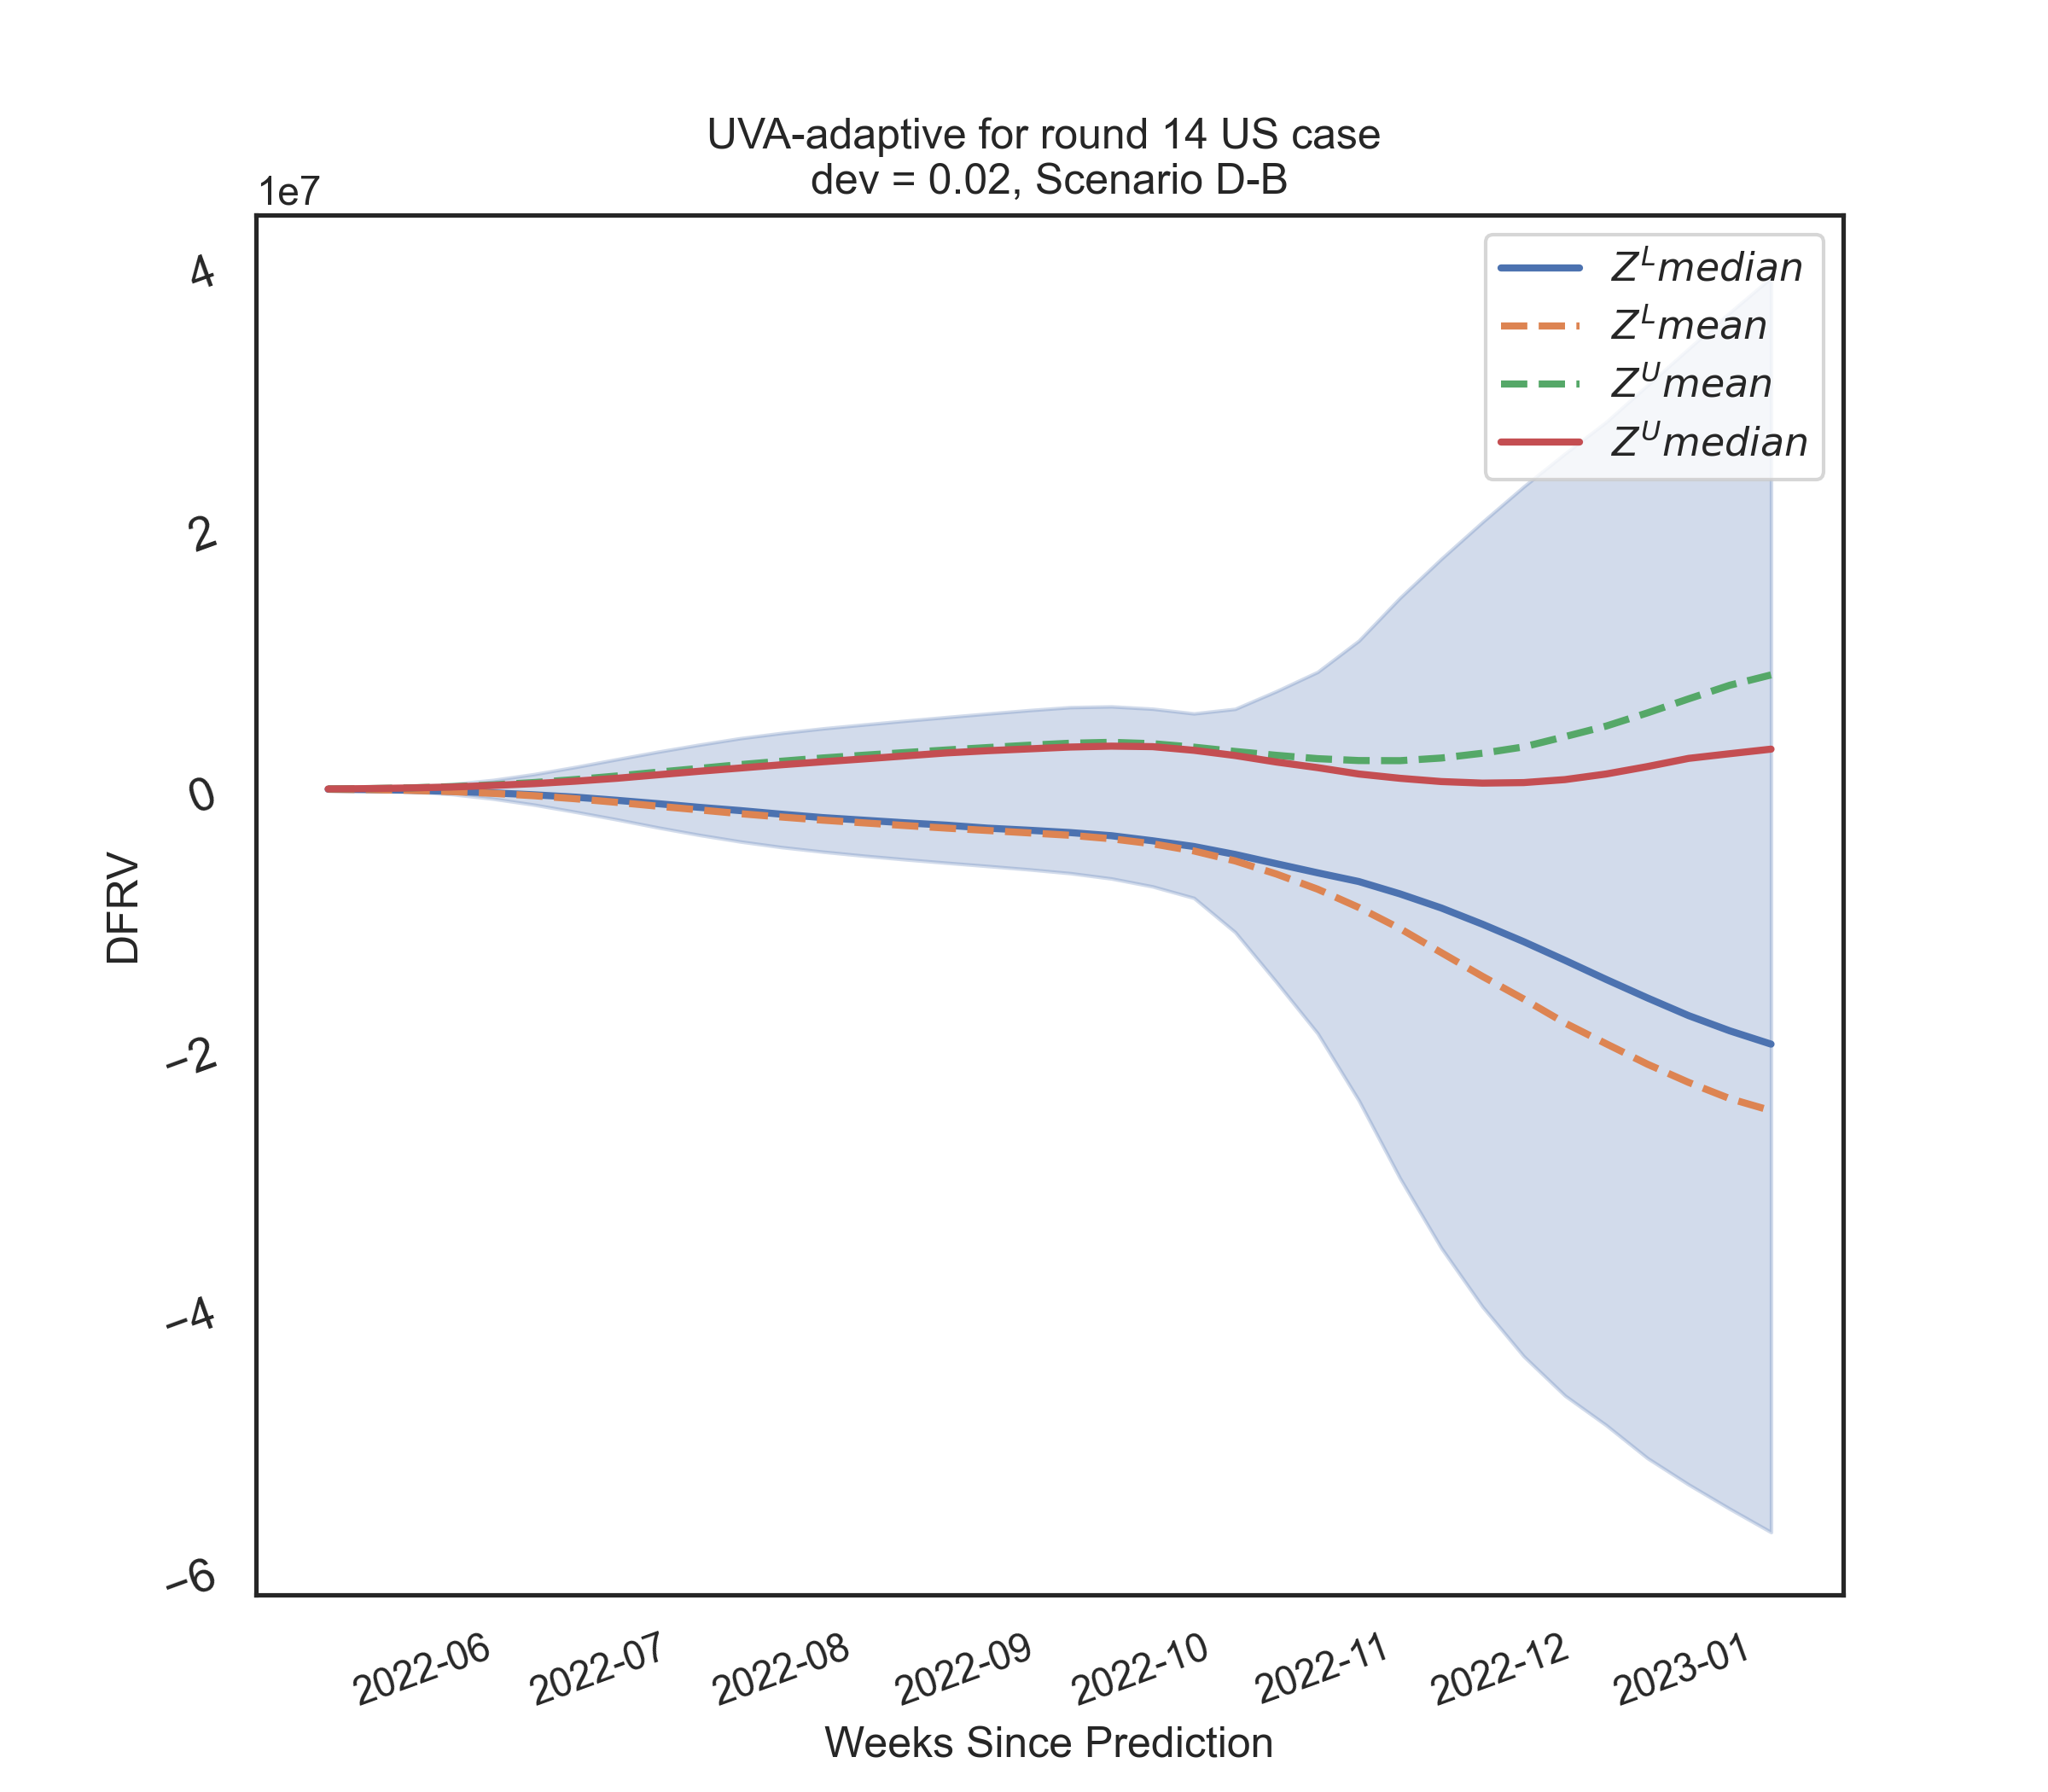 UVA-adaptive for round 14 US case
dev = 0.02, Scenario D-B
1e7
4
2
0
−2
−4
−6
DFRV
Z^L median
Z^L mean
Z^U mean
Z^U median
2022-06
2022-07
2022-08
2022-09
2022-10
2022-11
2022-12
2023-01
Weeks Since Prediction